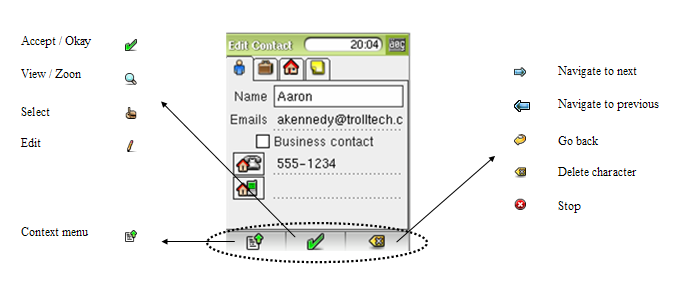 Accept / Okay
View / Zoon
Select
Edit
Context menu
Edit Contact
20:04
abc
Name Aaron
Emails akennedy@trolltech.c
Business contact
555-1234
Navigate to next
Navigate to previous
Go back
Delete character
Stop